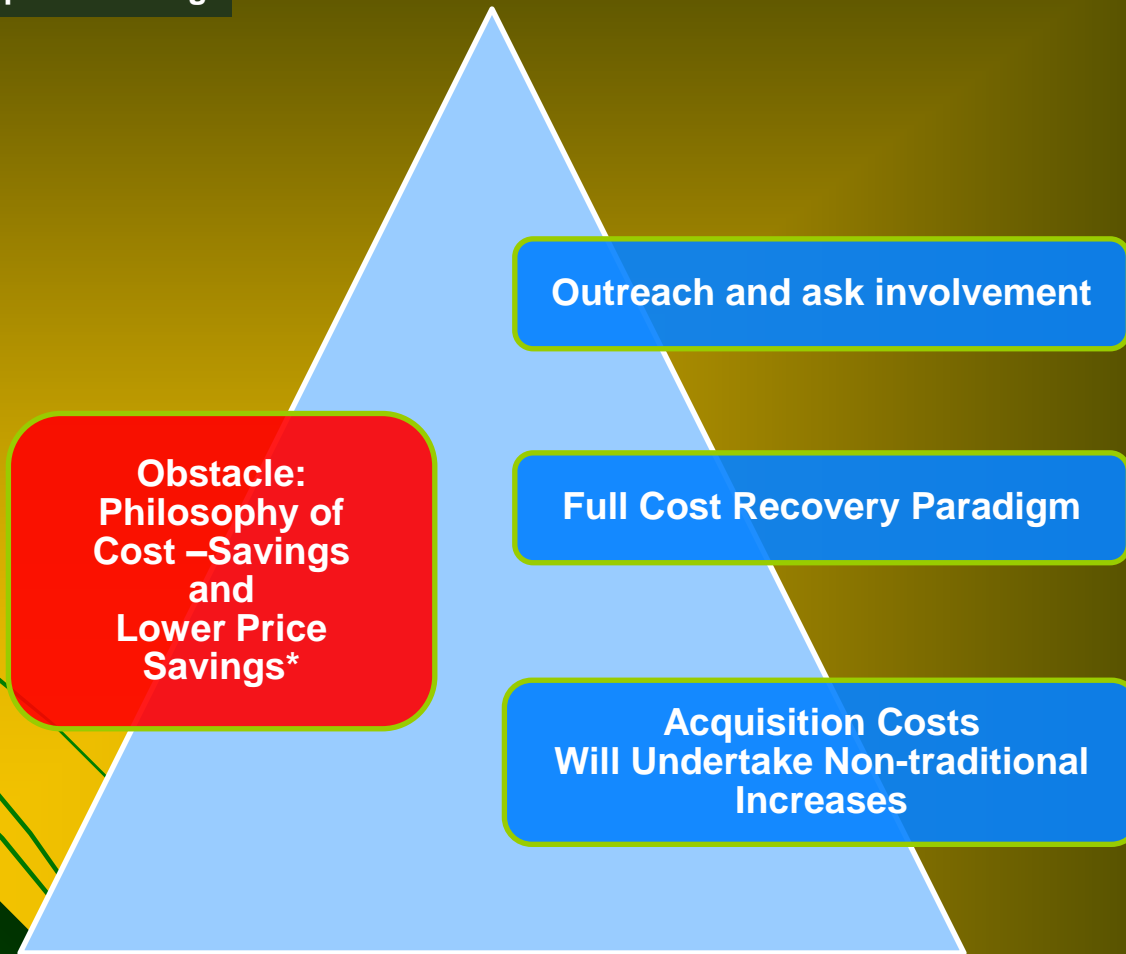 Outreach and ask involvement
Obstacle:
Philosophy of
Cost –Savings
and
Lower Price
Savings*
Full Cost Recovery Paradigm
Acquisition Costs
Will Undertake Non-traditional
Increases